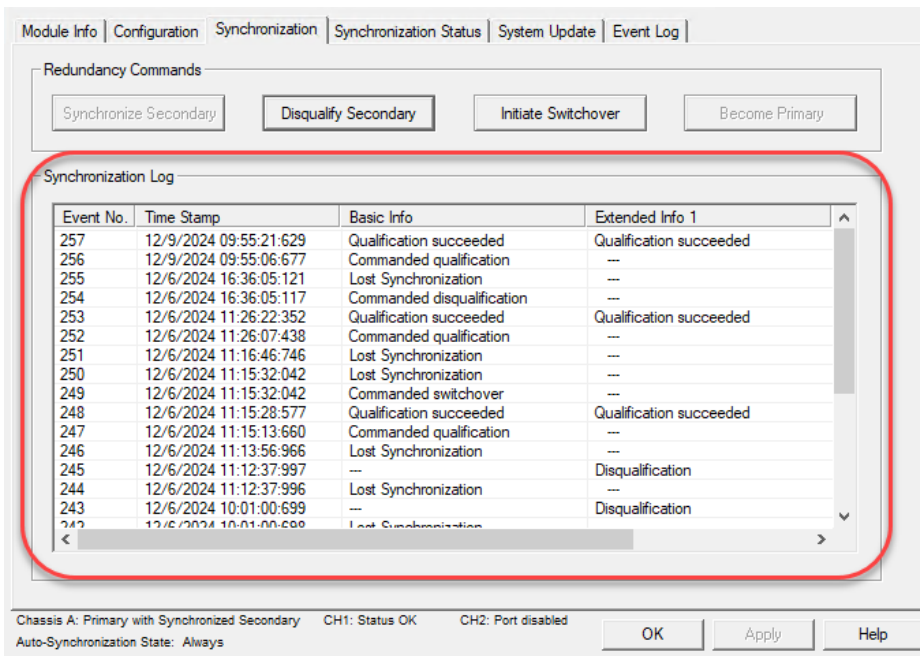 Module Info Configuration Synchronization Synchronization Status System Update Event Log
Redundancy Commands
Synchronize Secondary Disqualify Secondary Initiate Switchover Become Primary
Synchronization Log
Event No. Time Stamp Basic Info Extended Info 1
257 12/9/2024 09:55:21:629 Qualification succeeded Qualification succeeded
256 12/9/2024 09:55:06:677 Commanded qualification ---
255 12/6/2024 16:36:05:121 Lost Synchronization ---
254 12/6/2024 16:36:05:117 Commanded disqualification ---
253 12/6/2024 11:26:22:352 Qualification succeeded Qualification succeeded
252 12/6/2024 11:26:07:438 Commanded qualification ---
251 12/6/2024 11:16:46:746 Lost Synchronization ---
250 12/6/2024 11:15:32:042 Lost Synchronization ---
249 12/6/2024 11:15:32:042 Commanded switchover ---
248 12/6/2024 11:15:28:577 Qualification succeeded Qualification succeeded
247 12/6/2024 11:15:13:660 Commanded qualification ---
246 12/6/2024 11:13:56:966 Lost Synchronization ---
245 12/6/2024 11:12:37:997 --- Disqualification
244 12/6/2024 11:12:37:996 Lost Synchronization ---
243 12/6/2024 10:01:00:699 --- Disqualification
242 12/6/2024 10:01:00:698 Lost Synchronization
Chassis A: Primary with Synchronized Secondary CH1: Status OK CH2: Port disabled
Auto-Synchronization State: Always
OK Apply Help